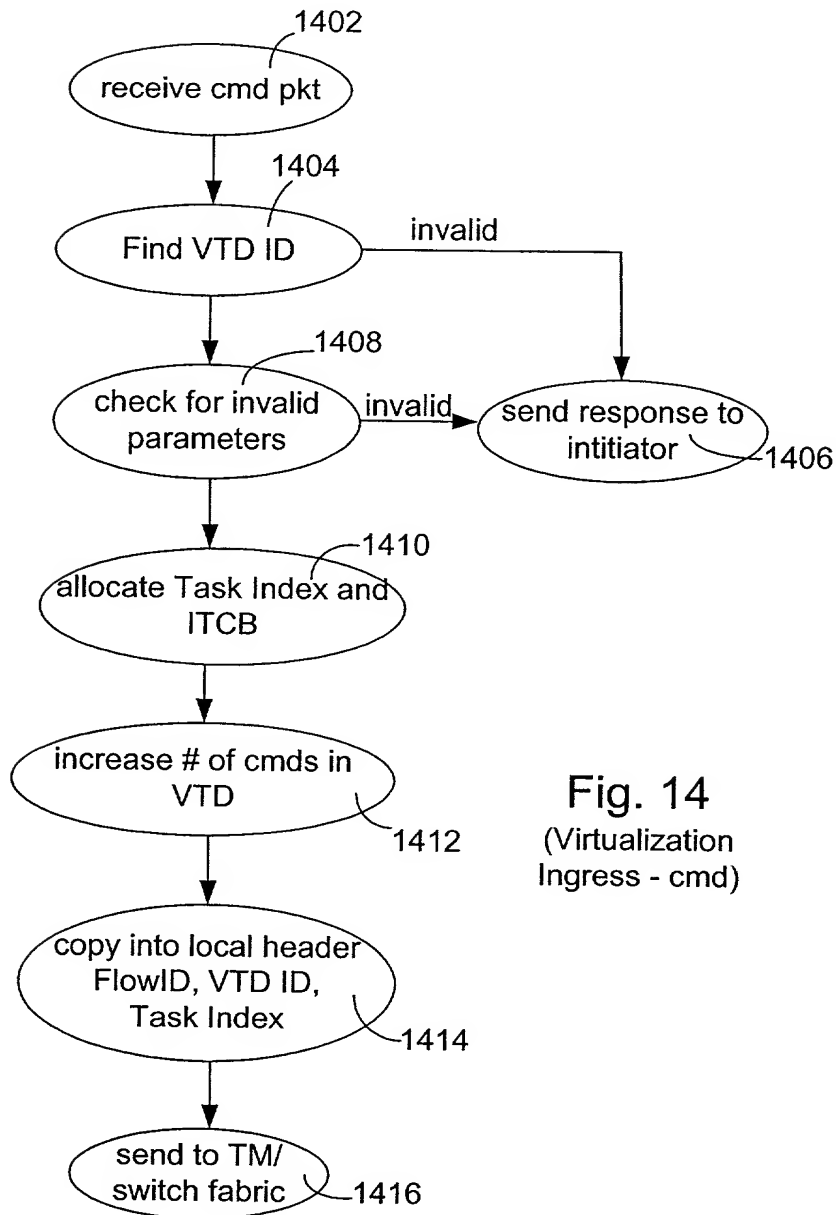 1402
receive cmd pkt
1404
Find VTD ID
invalid
1408
check for invalid
parameters
invalid
send response to
intitiator
1406
1410
allocate Task Index and
ITCB
increase # of cmds in
VTD
1412
Fig. 14
(Virtualization
Ingress - cmd)
copy into local header
FlowID, VTD ID,
Task Index
1414
send to TM/
switch fabric
1416